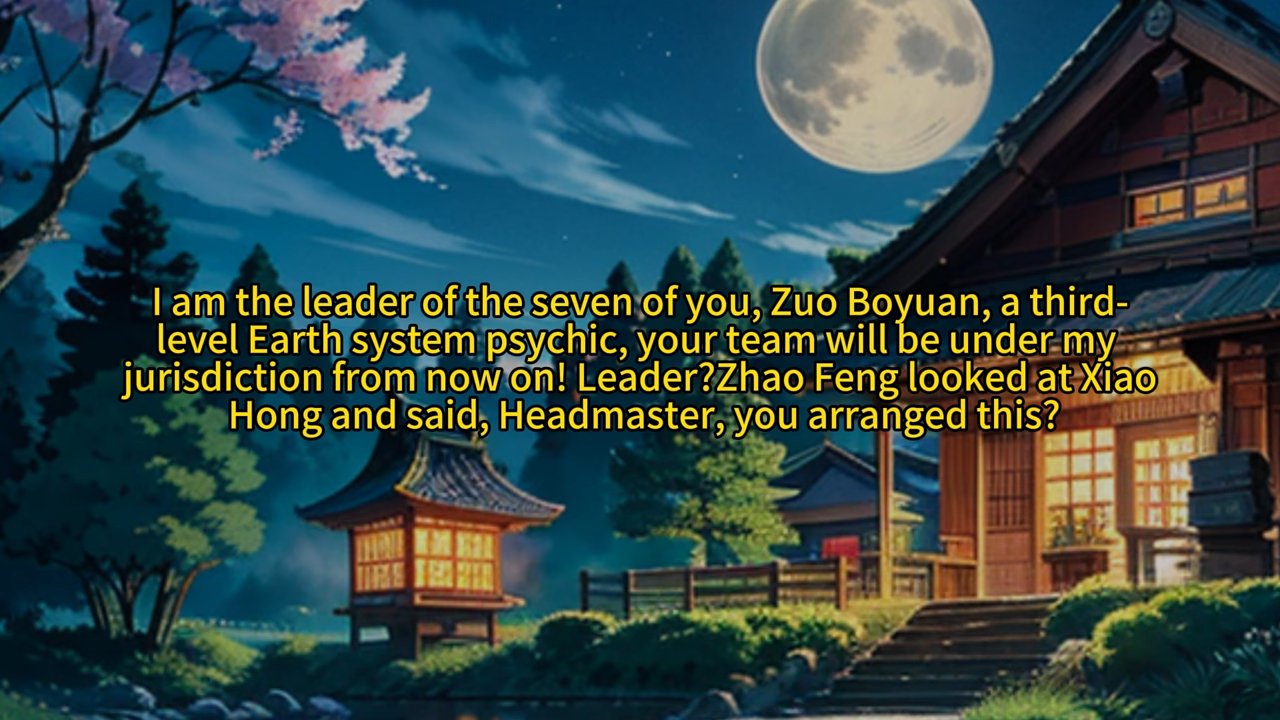 I am the leader of the seven of you, Zuo Boyuan, a third-
level Earth system psychic, your team will be under my
jurisdiction from now on! Leader?Zhao Feng looked at Xiao
Hong and said, Headmaster, you arranged this?